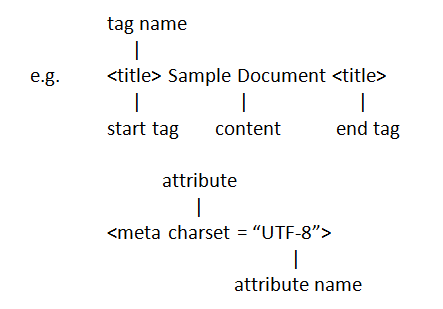 tag name
e.g. <title> Sample Document <title>
start tag content end tag
attribute
<meta charset = “UTF-8”>
attribute name